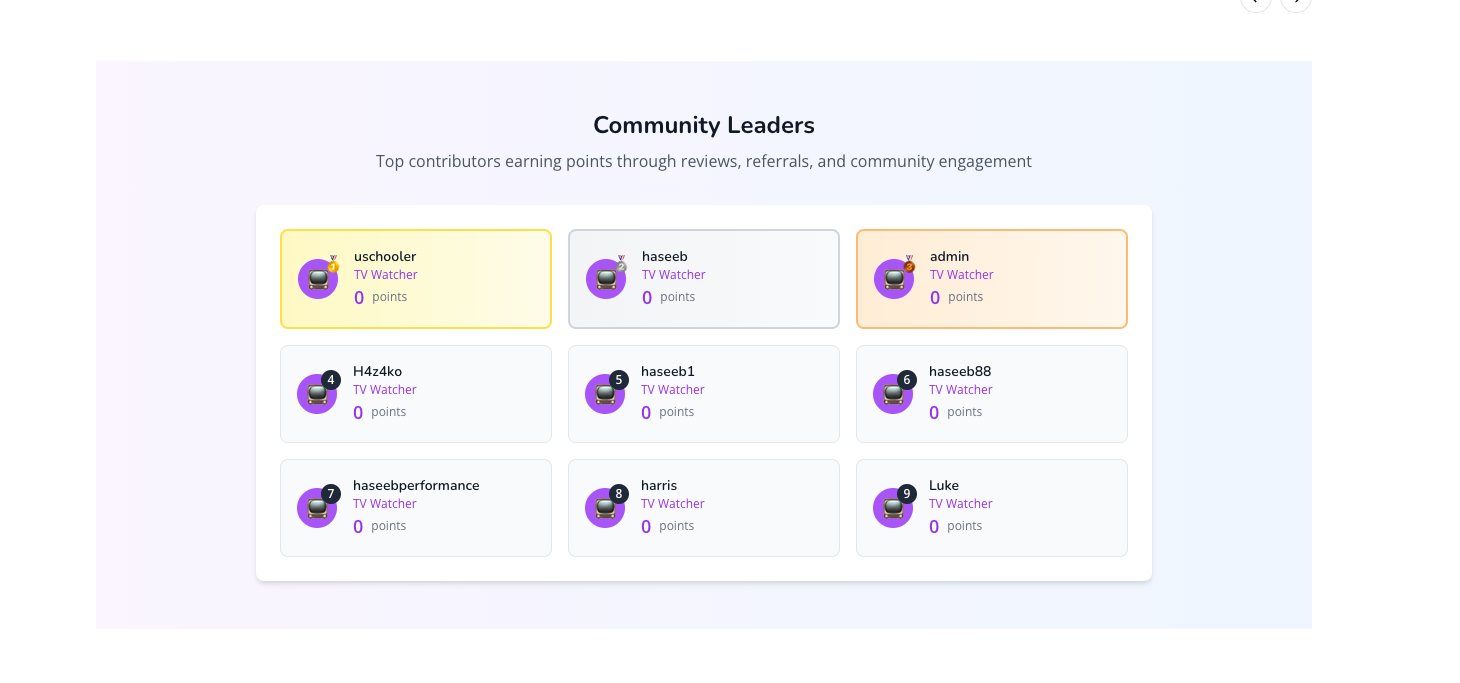 Community Leaders
Top contributors earning points through reviews, referrals, and community engagement
1
uschooler
TV Watcher
0 points
2
haseeb
TV Watcher
0 points
3
admin
TV Watcher
0 points
4
H4z4ko
TV Watcher
0 points
5
haseeb1
TV Watcher
0 points
6
haseeb88
TV Watcher
0 points
7
haseebperformance
TV Watcher
0 points
8
harris
TV Watcher
0 points
9
Luke
TV Watcher
0 points